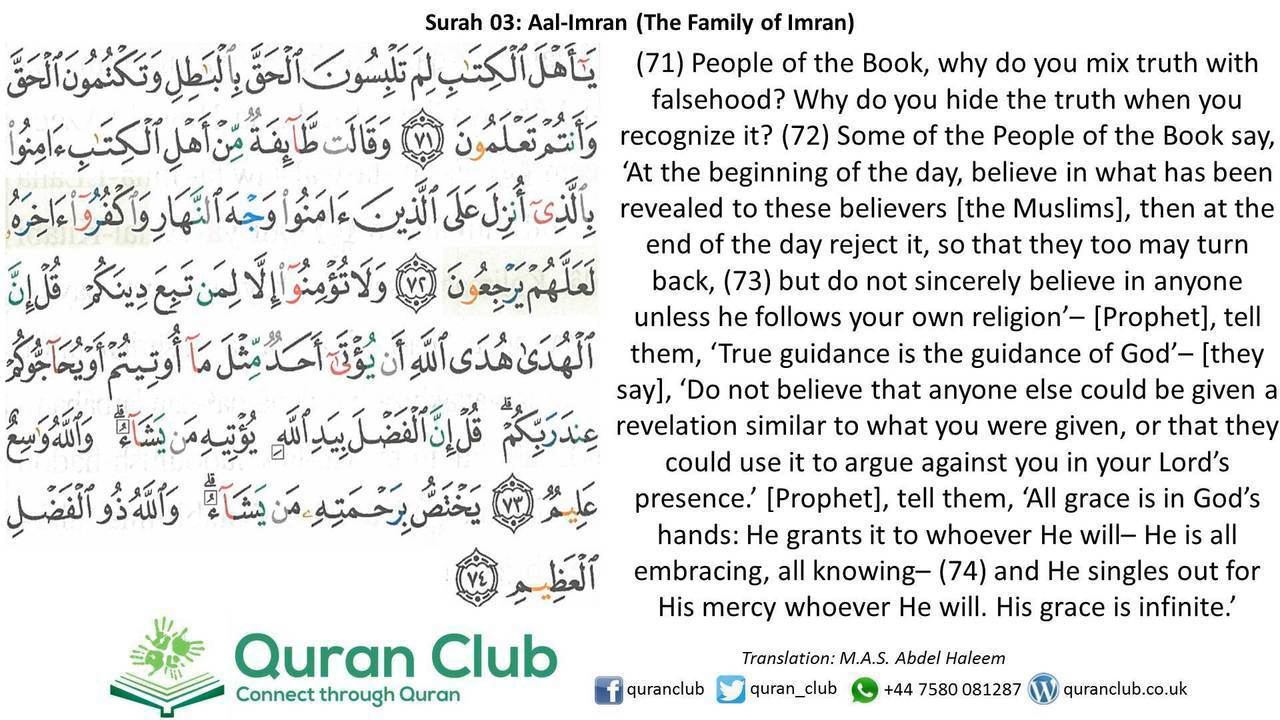 Surah 03: Aal-Imran (The Family of Imran)
يَـٰٓأَهْلَ ٱلْكِتَـٰبِ لِمَ تَلْبِسُونَ ٱلْحَقَّ بِٱلْبَـٰطِلِ وَتَكْتُمُونَ ٱلْحَقَّ
وَأَنتُمْ تَعْلَمُونَ ٧١ وَقَالَت طَّآئِفَةٌ مِّنْ أَهْلِ ٱلْكِتَـٰبِ ءَامِنُوا۟
بِٱلَّذِىٓ أُنزِلَ عَلَى ٱلَّذِينَ ءَامَنُوا۟ وَجْهَ ٱلنَّهَارِ وَٱكْفُرُوٓا۟ ءَاخِرَهُۥ
لَعَلَّهُمْ يَرْجِعُونَ ٧٢ وَلَا تُؤْمِنُوٓا۟ إِلَّا لِمَن تَبِعَ دِينَكُمْ قُلْ إِنَّ
ٱلْهُدَىٰ هُدَى ٱللَّهِ أَن يُؤْتَىٰٓ أَحَدٌ مِّثْلَ مَآ أُوتِيتُمْ أَوْ يُحَآجُّوكُمْ
عِندَ رَبِّكُمْ ۗ قُلْ إِنَّ ٱلْفَضْلَ بِيَدِ ٱللَّهِ يُؤْتِيهِ مَن يَشَآءُ ۗ وَٱللَّهُ وَٰسِعٌ
عَلِيمٌ ٧٣ يَخْتَصُّ بِرَحْمَتِهِۦ مَن يَشَآءُ ۗ وَٱللَّهُ ذُو ٱلْفَضْلِ
ٱلْعَظِيمِ ٧٤
(71) People of the Book, why do you mix truth with
falsehood? Why do you hide the truth when you
recognize it? (72) Some of the People of the Book say,
‘At the beginning of the day, believe in what has been
revealed to these believers [the Muslims], then at the
end of the day reject it, so that they too may turn
back, (73) but do not sincerely believe in anyone
unless he follows your own religion’– [Prophet], tell
them, ‘True guidance is the guidance of God’– [they
say], ‘Do not believe that anyone else could be given a
revelation similar to what you were given, or that they
could use it to argue against you in your Lord’s
presence.’ [Prophet], tell them, ‘All grace is in God’s
hands: He grants it to whoever He will– He is all
embracing, all knowing– (74) and He singles out for
His mercy whoever He will. His grace is infinite.’
Quran Club
Connect through Quran
Translation: M.A.S. Abdel Haleem
quranclub quran_club +44 7580 081287 quranclub.co.uk